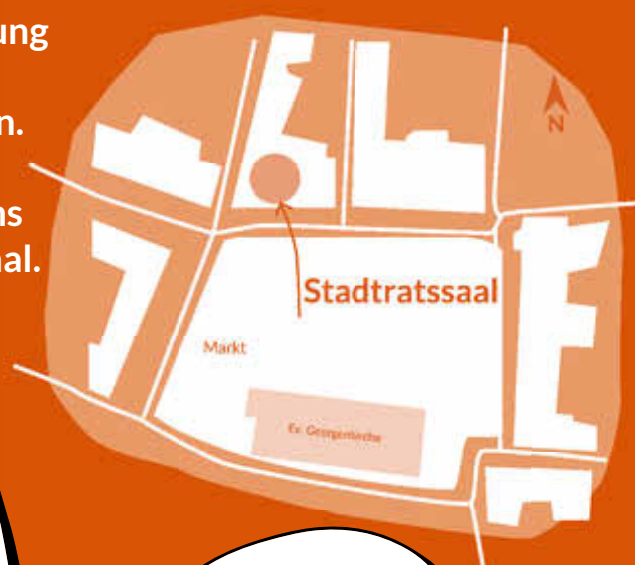 ung
n.
ns
al.
N
Stadtratssaal
Markt
Ev. Georgenkirche